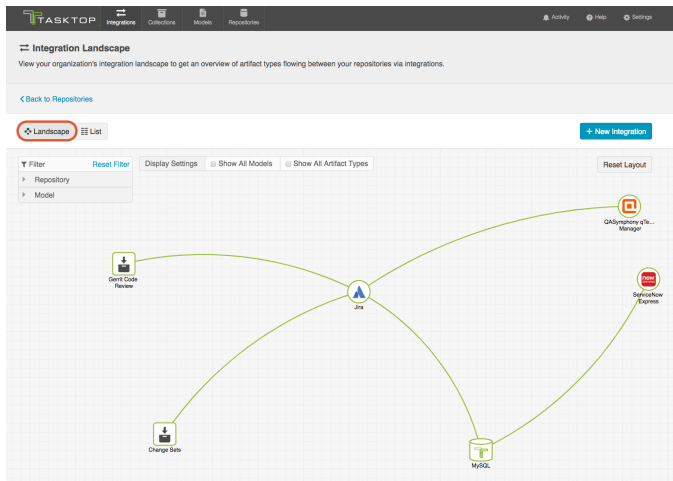 TASKTOP
Integrations
Collections
Models
Repositories
Activity
Help
Settings
Integration Landscape
View your organization's integration landscape to get an overview of artifact types flowing between your repositories via integrations.
Back to Repositories
Landscape
List
+ New Integration
Filter
Reset Filter
Display Settings
Show All Models
Show All Artifact Types
Reset Layout
Repository
Model
QASymphony qTe...
Manager
Gerrit Code
Review
now
ServiceNow
Express
Jira
Change Sets
MySQL